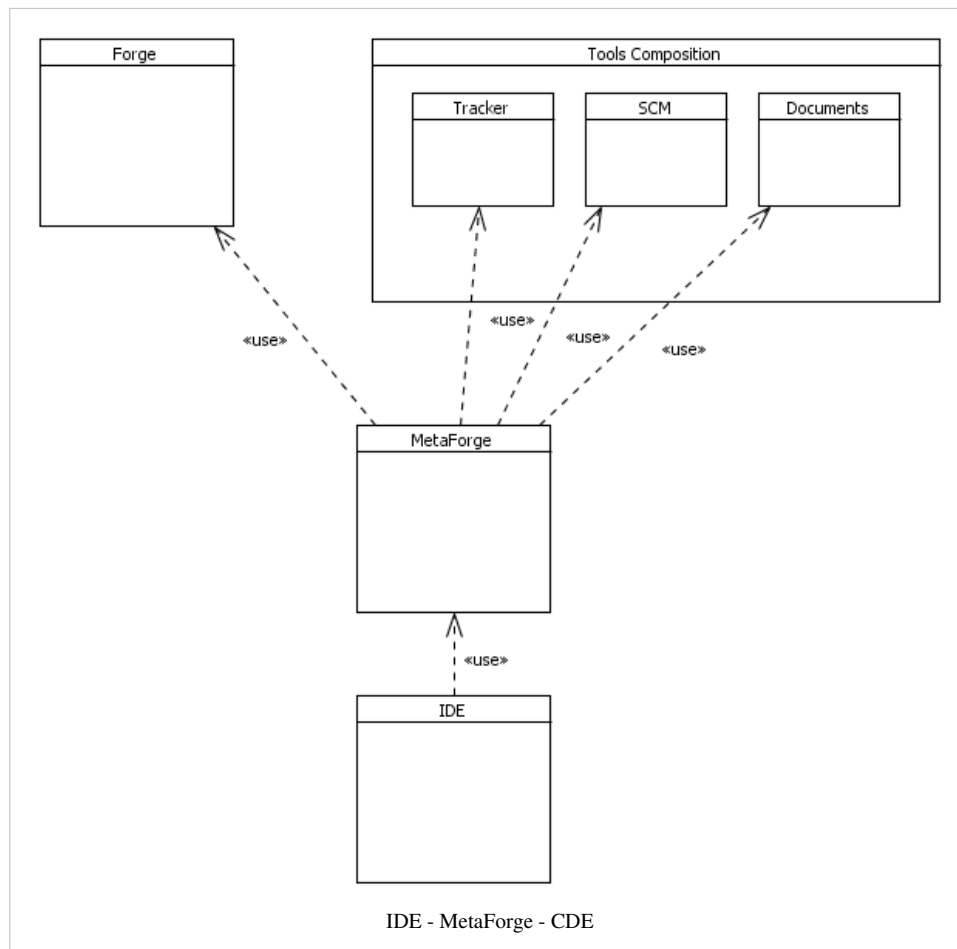 Forge
Tools Composition
Tracker
SCM
Documents
«use»
«use»
«use»
«use»
MetaForge
«use»
IDE
IDE - MetaForge - CDE